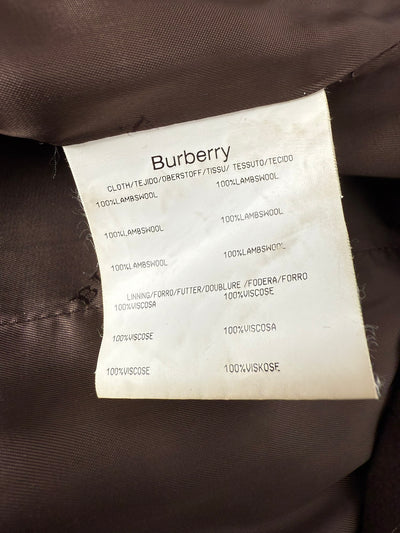 Burberry
CLOTH/TEJIDO/OBERSTOFF/TISSU/ TESSUTO/TECIDO
100%LAMBSWOOL 100%LAMBSWOOL
100%LAMBSWOOL 100%LAMBSWOOL
100%LAMBSWOOL 100%LAMBSWOOL
LINNING/FORRO/FUTTER/DOUBLURE /FODERA/FORRO
100%VISCOSA 100%VISCOSE
100%VISCOSE 100%VISCOSA
100%VISCOSE 100%VISKOSE